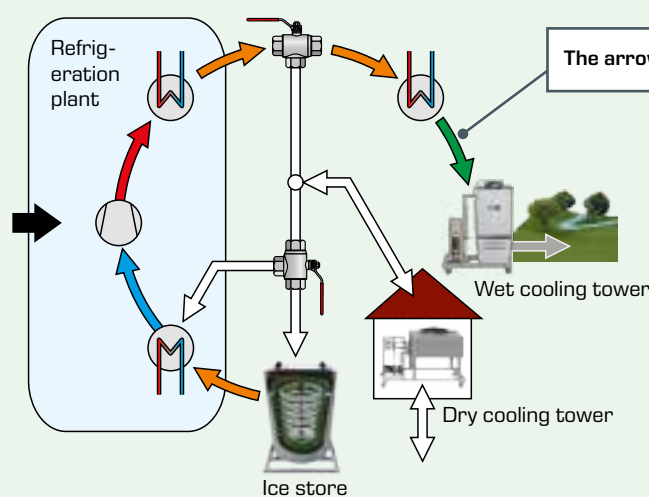 Refrig-
eration
plant
The arrow
Wet cooling tower
Dry cooling tower
Ice store